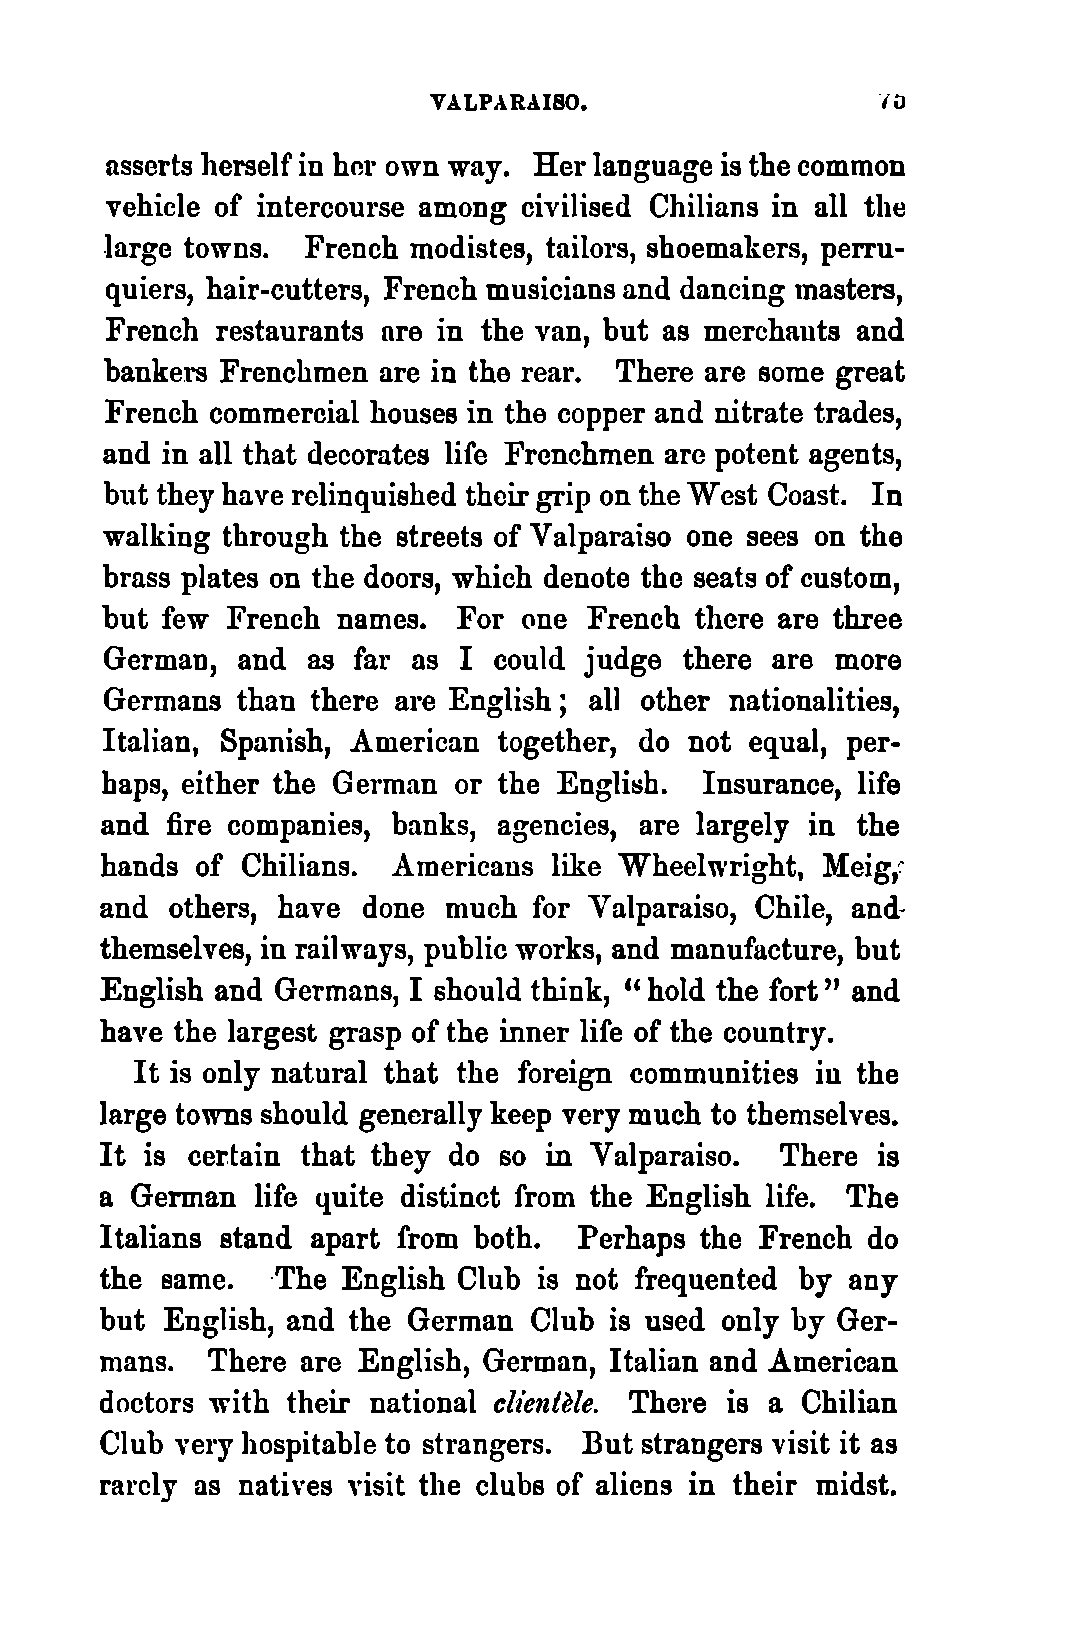 VALPARAISO. 75
asserts herself in her own way. Her language is the common
vehicle of intercourse among civilised Chilians in all the
large towns. French modistes, tailors, shoemakers, perru-
quiers, hair-cutters, French musicians and dancing masters,
French restaurants are in the van, but as merchants and
bankers Frenchmen are in the rear. There are some great
French commercial houses in the copper and nitrate trades,
and in all that decorates life Frenchmen are potent agents,
but they have relinquished their grip on the West Coast. In
walking through the streets of Valparaiso one sees on the
brass plates on the doors, which denote the seats of custom,
but few French names. For one French there are three
German, and as far as I could judge there are more
Germans than there are English; all other nationalities,
Italian, Spanish, American together, do not equal, per-
haps, either the German or the English. Insurance, life
and fire companies, banks, agencies, are largely in the
hands of Chilians. Americans like Wheelwright, Meig,
and others, have done much for Valparaiso, Chile, and
themselves, in railways, public works, and manufacture, but
English and Germans, I should think, "hold the fort" and
have the largest grasp of the inner life of the country.
It is only natural that the foreign communities in the
large towns should generally keep very much to themselves.
It is certain that they do so in Valparaiso. There is
a German life quite distinct from the English life. The
Italians stand apart from both. Perhaps the French do
the same. The English Club is not frequented by any
but English, and the German Club is used only by Ger-
mans. There are English, German, Italian and American
doctors with their national clientèle. There is a Chilian
Club very hospitable to strangers. But strangers visit it as
rarely as natives visit the clubs of aliens in their midst.